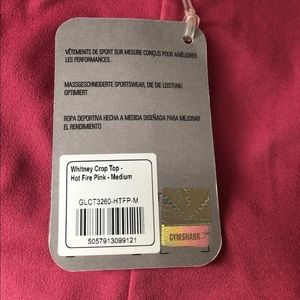 VÊTEMENTS DE SPORT SUR MESURE CONÇUS POUR AMÉLIORER
LES PERFORMANCES.
MASSGESCHNEIDERTE SPORTSWEAR, DIE DIE LEISTUNG
OPTIMIERT
ROPA DEPORTIVA HECHA A MEDIDA DISEÑADA PARA MEJORAR
EL RENDIMIENTO
Whitney Crop Top -
Hot Fire Pink - Medium
GLCT3260-HTFP-M
5057913099121
GYMSHARK